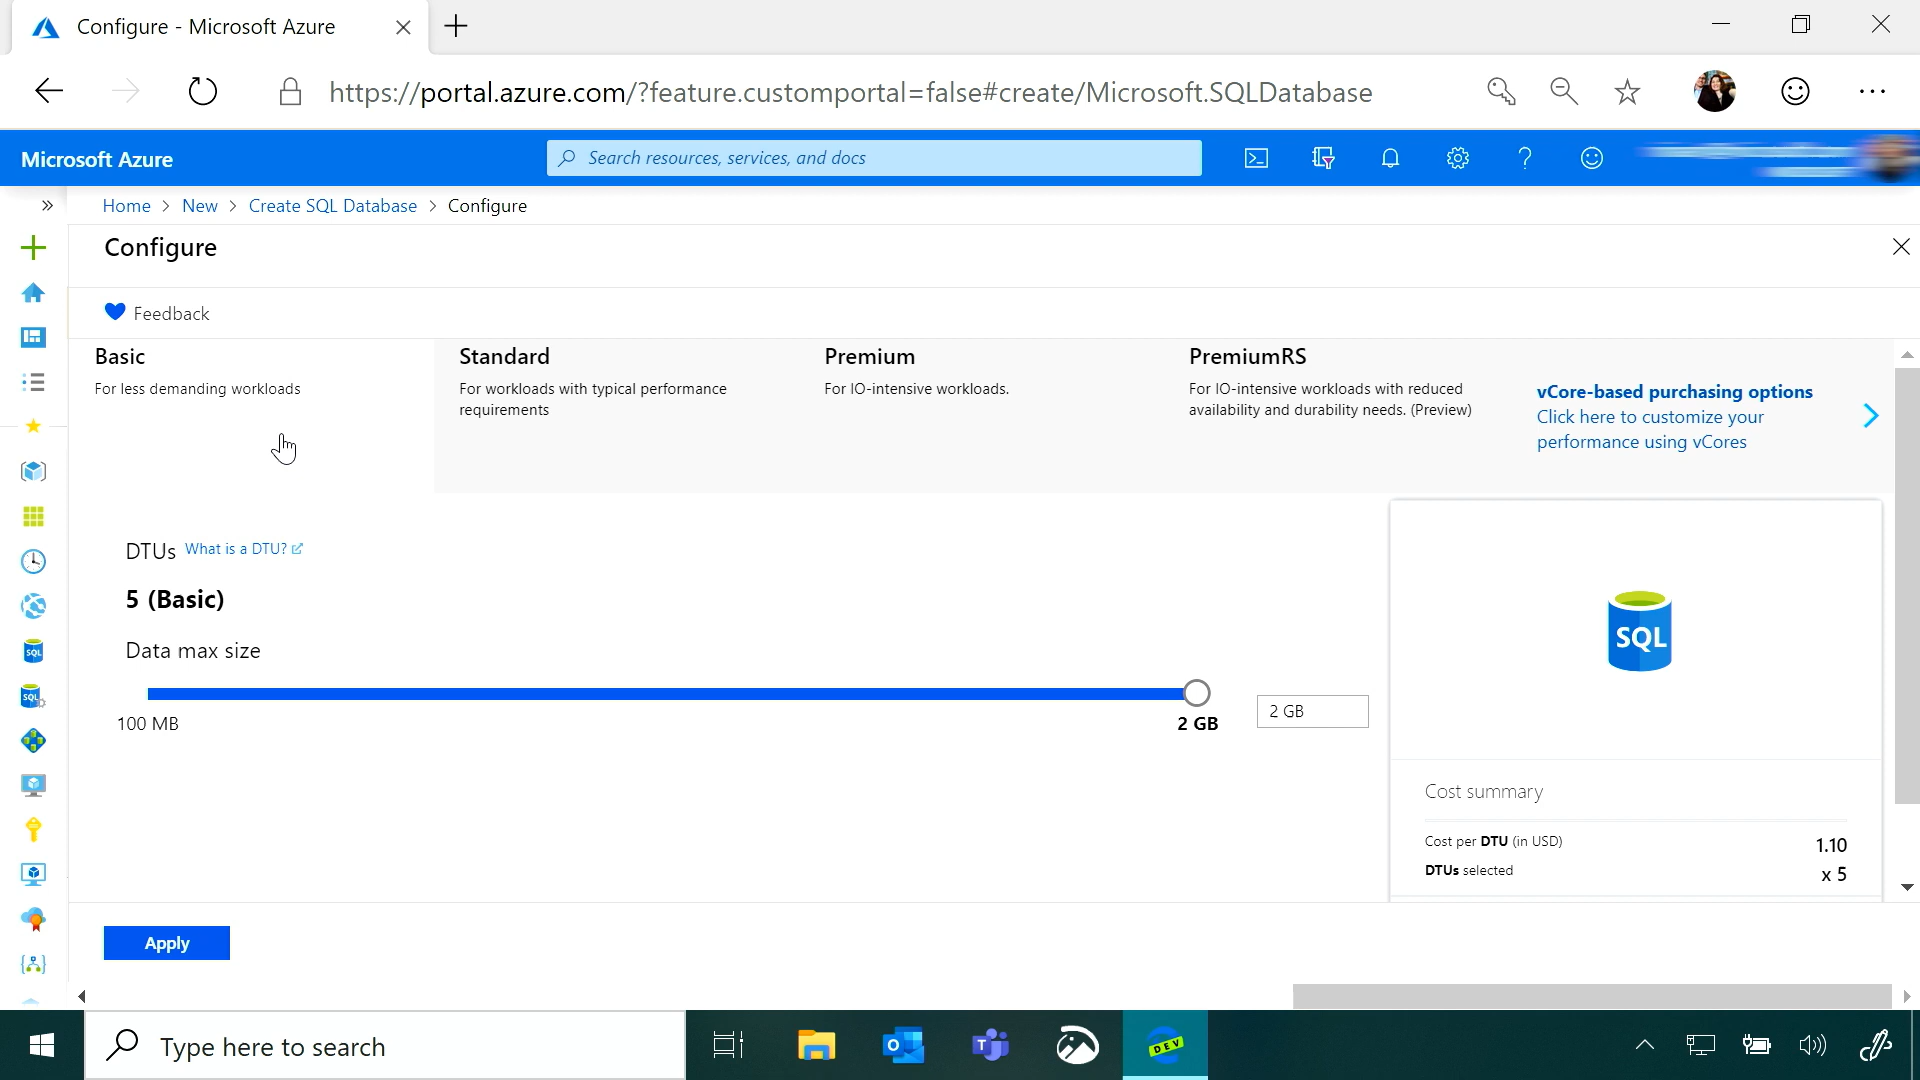 Configure - Microsoft Azure
https://portal.azure.com/?feature.customportal=false#create/Microsoft.SQLDatabase
Microsoft Azure
Search resources, services, and docs
Home > New > Create SQL Database > Configure
Configure
Feedback
Basic
For less demanding workloads
Standard
For workloads with typical performance
requirements
Premium
For IO-intensive workloads.
PremiumRS
For IO-intensive workloads with reduced
availability and durability needs. (Preview)
vCore-based purchasing options
Click here to customize your
performance using vCores
DTUs What is a DTU?
5 (Basic)
Data max size
100 MB
2 GB
2 GB
SQL
Cost summary
Cost per DTU (in USD) 1.10
DTUs selected x 5
SQL
SQL
Apply
Type here to search
DEV